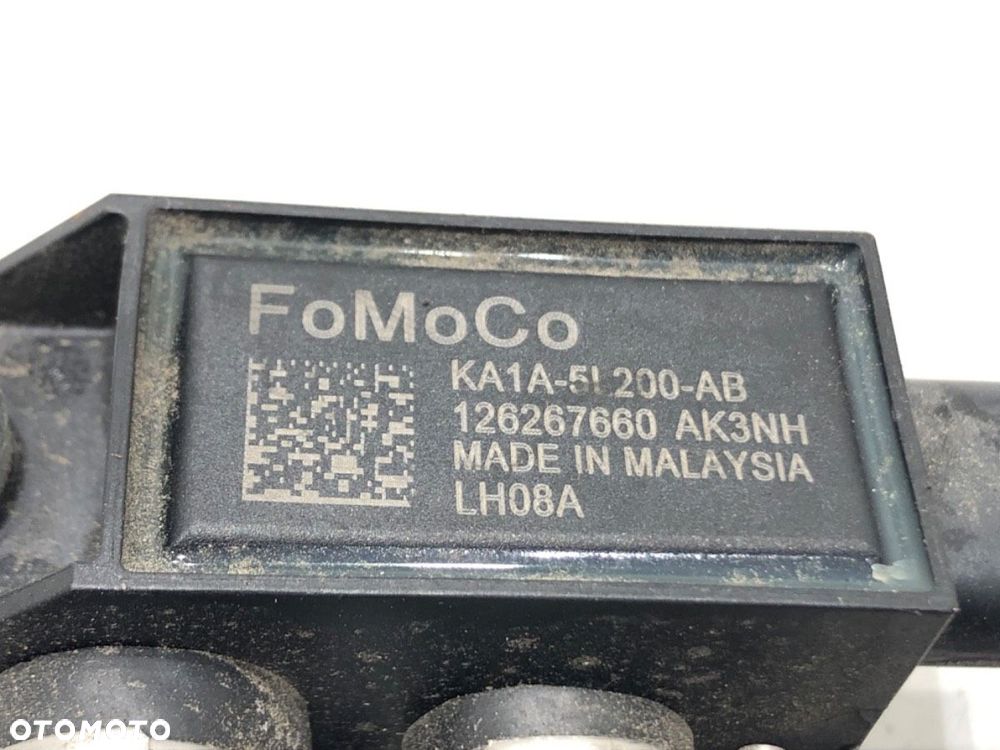 FoMoCo
KA1A-5L200-AB
126267660 AK3NH
MADE IN MALAYSIA
LH08A
OTOMOTO